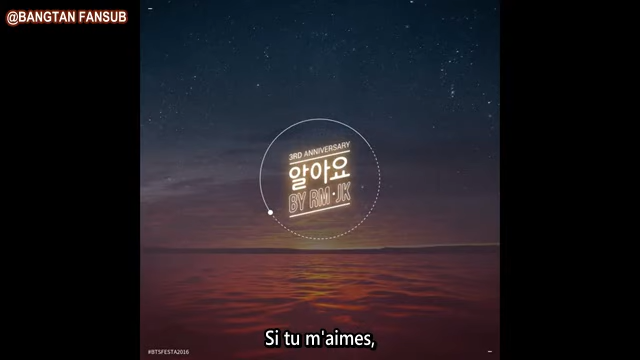 @BANGTAN FANSUB
3RD ANNIVERSARY
알아요
BY RM·JK
#BTSFESTA2016
Si tu m'aimes,